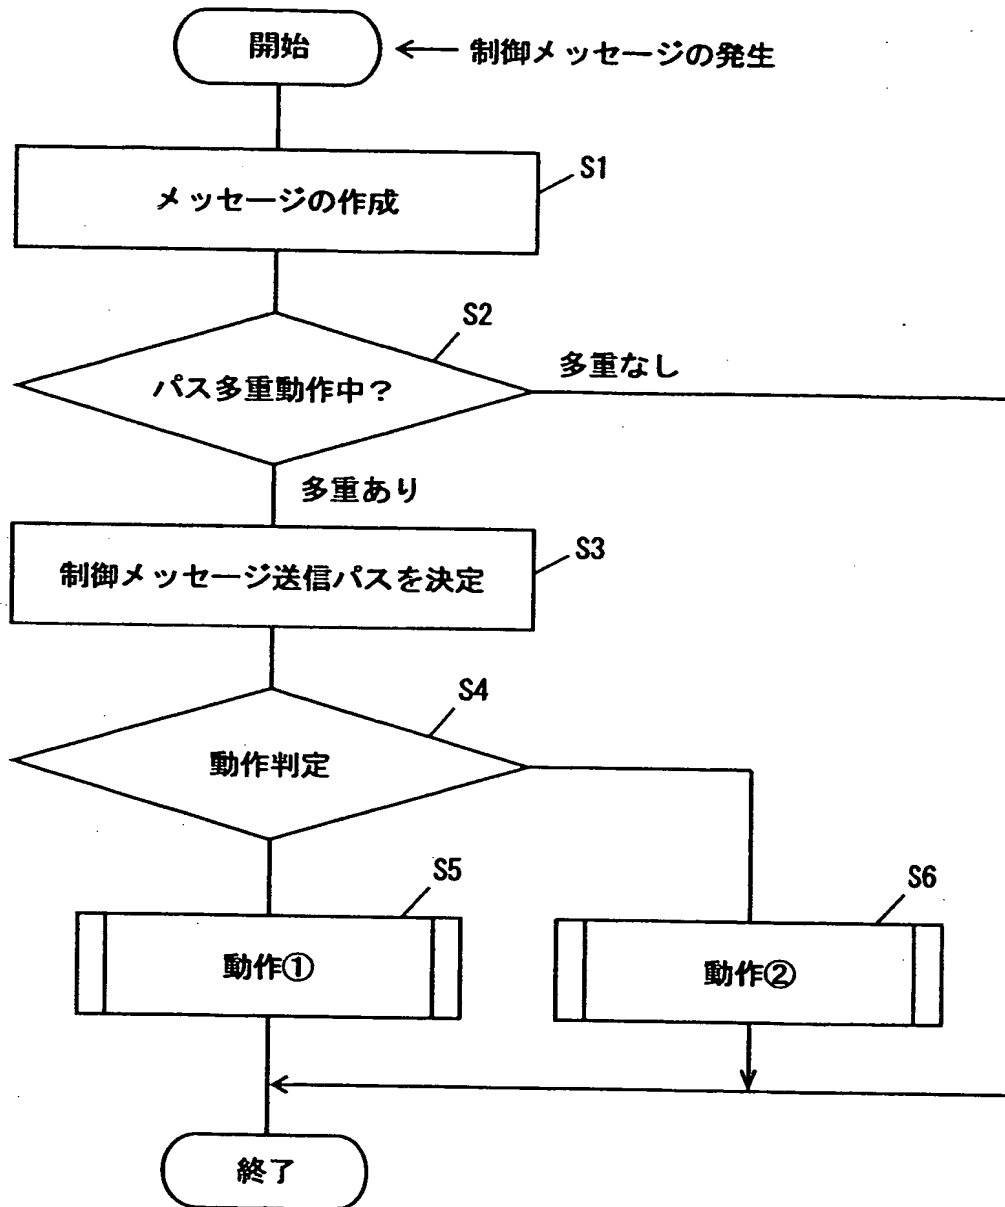 開始
制御メッセージの発生
メッセージの作成
S1
パス多重動作中？
S2
多重なし
多重あり
制御メッセージ送信パスを決定
S3
動作判定
S4
動作①
S5
動作②
S6
終了